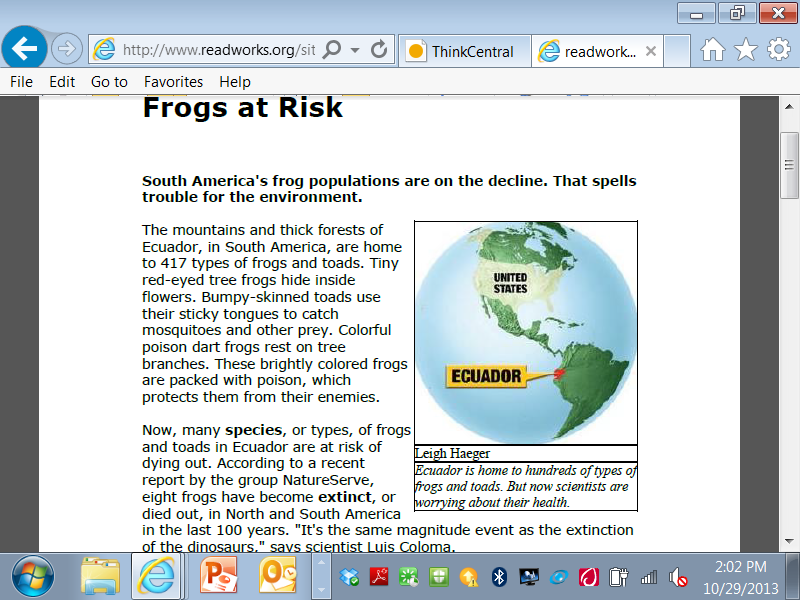 http://www.readworks.org/sit
ThinkCentral
readwork...
File Edit Go to Favorites Help
Frogs at Risk
South America's frog populations are on the decline. That spells
trouble for the environment.
The mountains and thick forests of
Ecuador, in South America, are home
to 417 types of frogs and toads. Tiny
red-eyed tree frogs hide inside
flowers. Bumpy-skinned toads use
their sticky tongues to catch
mosquitoes and other prey. Colorful
poison dart frogs rest on tree
branches. These brightly colored frogs
are packed with poison, which
protects them from their enemies.
UNITED
STATES
ECUADOR
Leigh Haeger
Ecuador is home to hundreds of types of
frogs and toads. But now scientists are
worrying about their health.
Now, many species, or types, of frogs
and toads in Ecuador are at risk of
dying out. According to a recent
report by the group NatureServe,
eight frogs have become extinct, or
died out, in North and South America
in the last 100 years. "It's the same magnitude event as the extinction
of the dinosaurs," says scientist Luis Coloma.
2:02 PM
10/29/2013